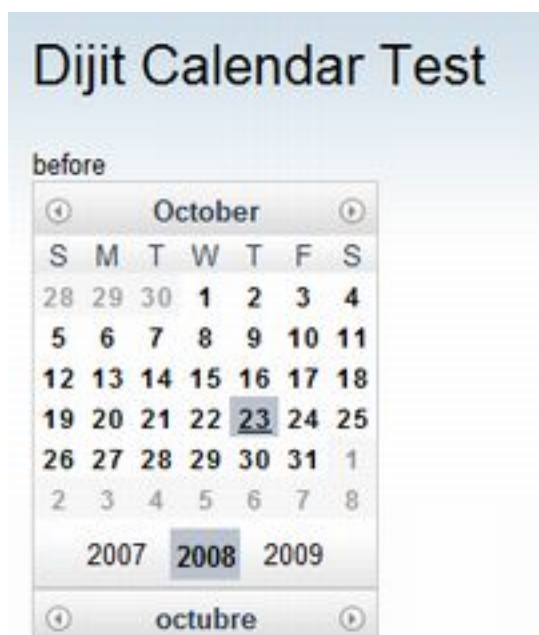 Dijit Calendar Test
before
October
S M T W T F S
28 29 30 1 2 3 4
5 6 7 8 9 10 11
12 13 14 15 16 17 18
19 20 21 22 23 24 25
26 27 28 29 30 31 1
2 3 4 5 6 7 8
2007 2008 2009
octubre